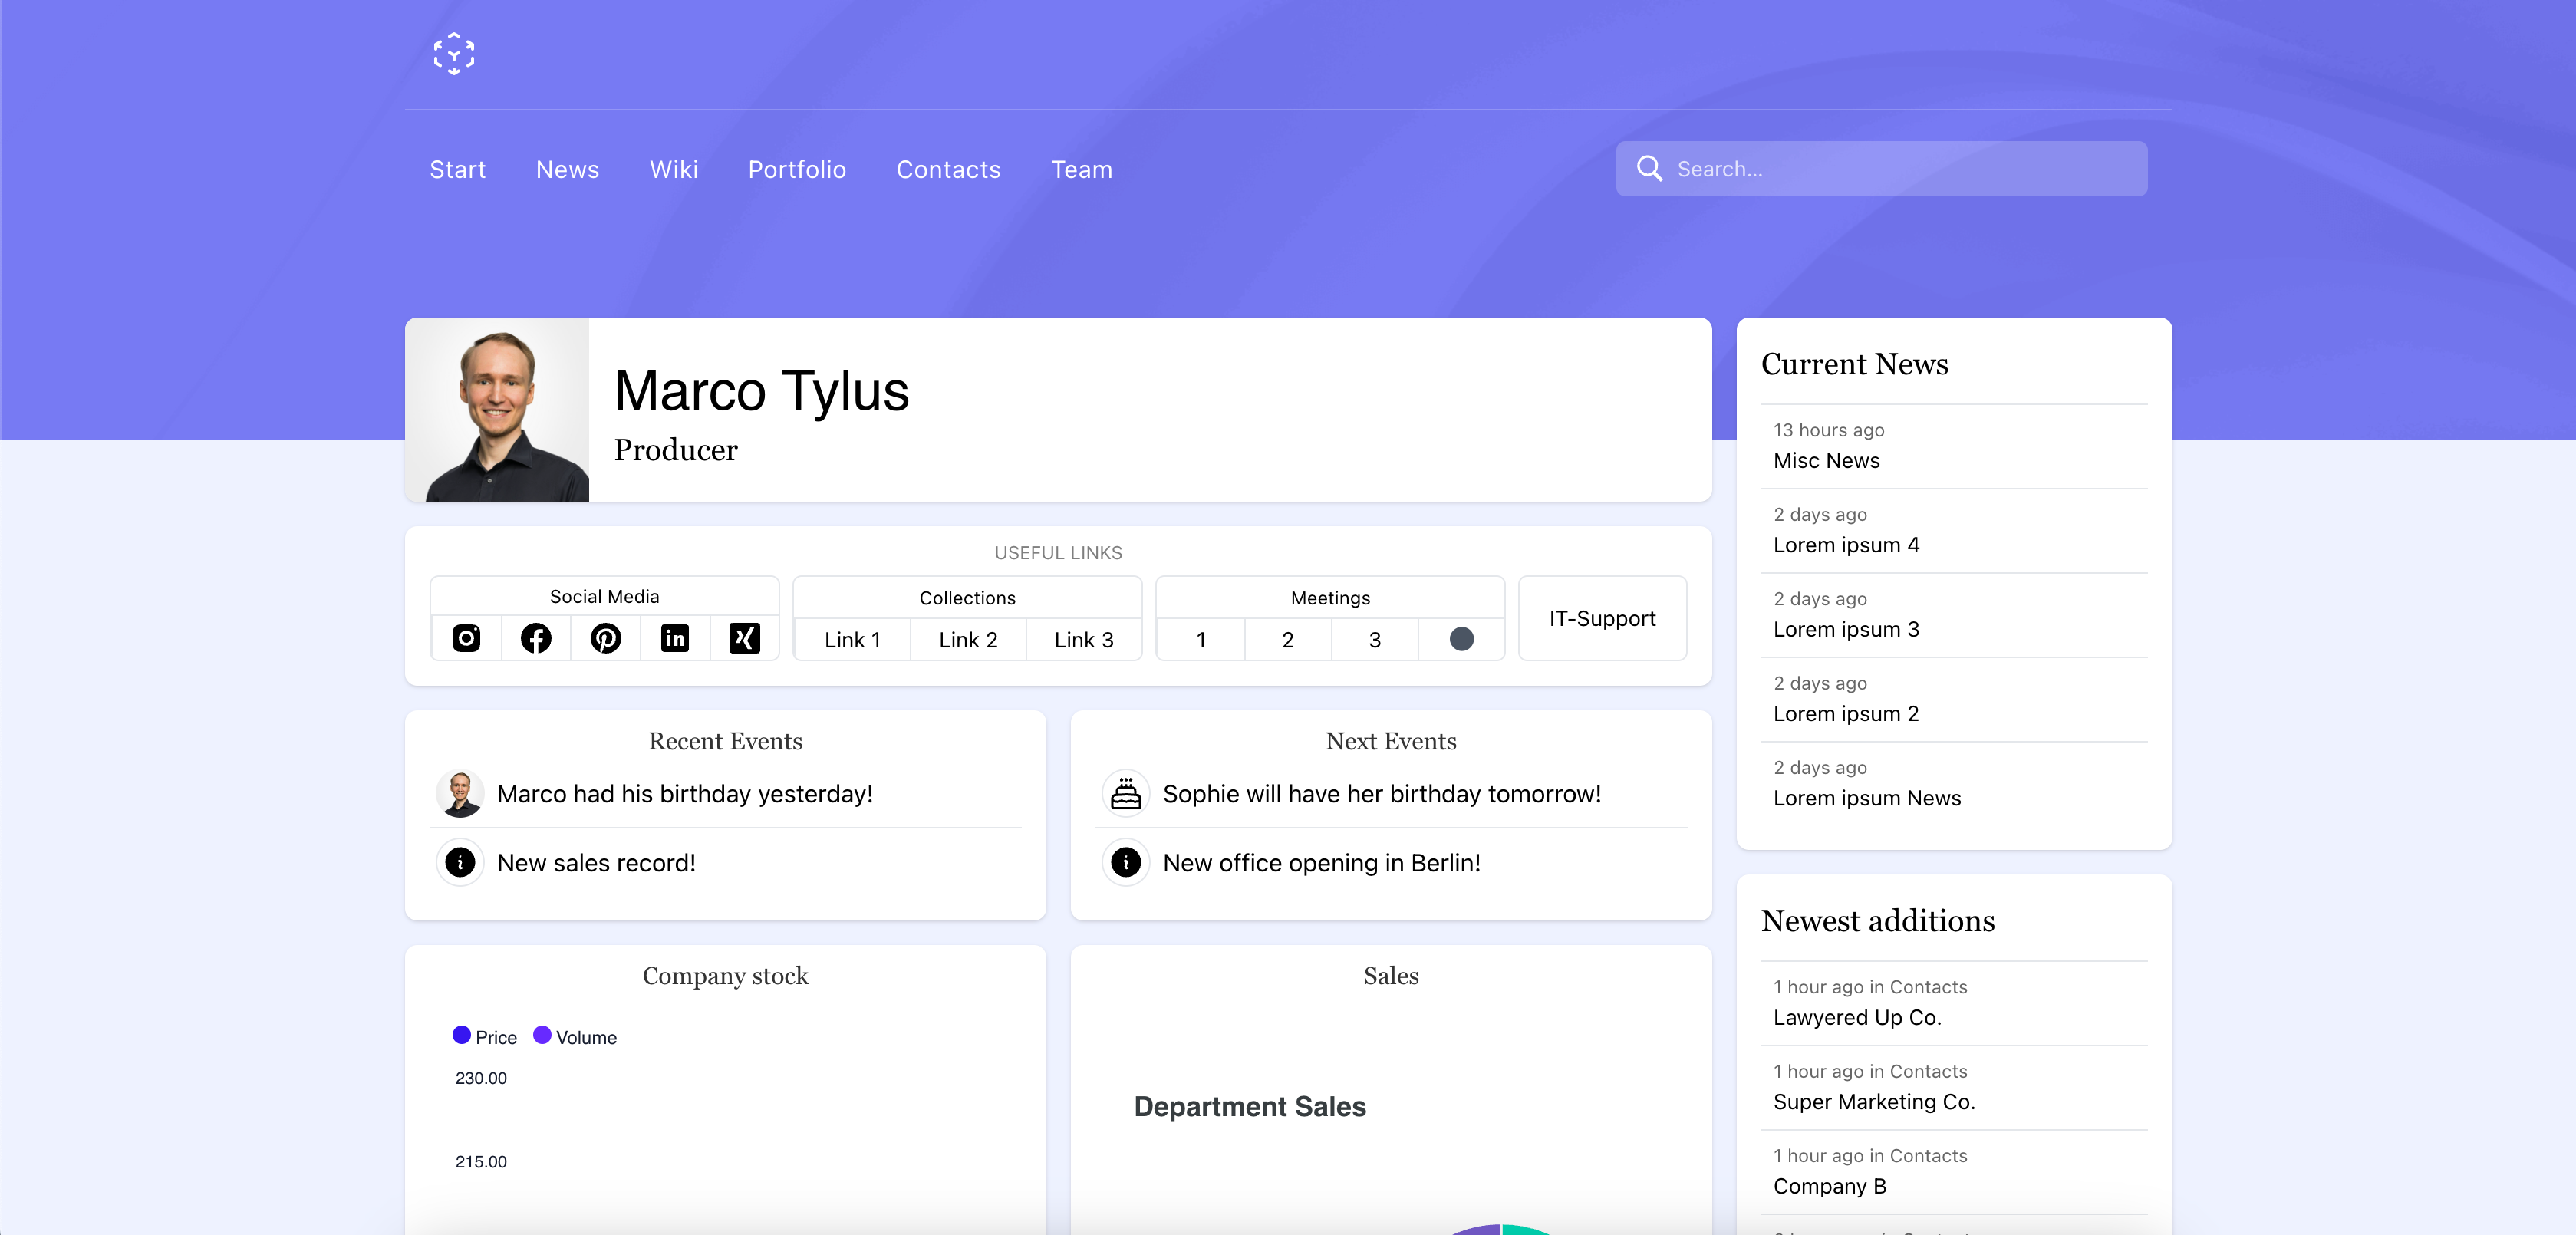 Start
News
Wiki
Portfolio
Contacts
Team
Search...
Marco Tylus
Producer
USEFUL LINKS
Social Media
in
Collections
Link 1
Link 2
Link 3
Meetings
1
2
3
IT-Support
Recent Events
Marco had his birthday yesterday!
New sales record!
Next Events
Sophie will have her birthday tomorrow!
New office opening in Berlin!
Company stock
Price
Volume
230.00
215.00
Sales
Department Sales
Current News
13 hours ago
Misc News
2 days ago
Lorem ipsum 4
2 days ago
Lorem ipsum 3
2 days ago
Lorem ipsum 2
2 days ago
Lorem ipsum News
Newest additions
1 hour ago in Contacts
Lawyered Up Co.
1 hour ago in Contacts
Super Marketing Co.
1 hour ago in Contacts
Company B